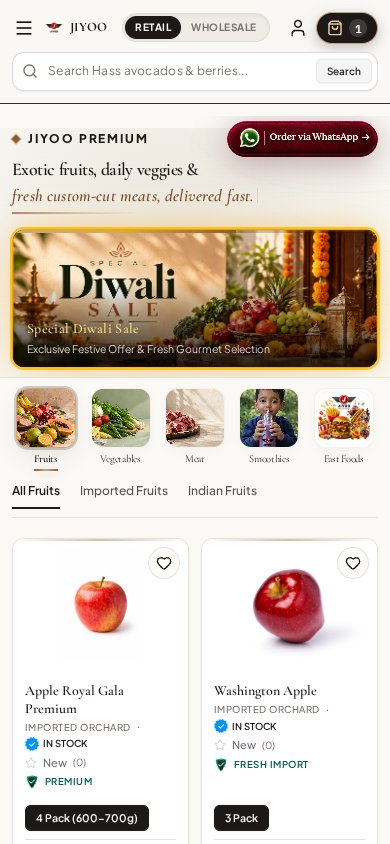 JIYOO
RETAIL
WHOLESALE
1
Search Hass avocados & berries...
Search
JIYOO PREMIUM
Order via WhatsApp →
Exotic fruits, daily veggies &
fresh custom-cut meats, delivered fast.
SPECIAL
Diwali
SALE
Special Diwali Sale
Exclusive Festive Offer & Fresh Gourmet Selection
Fruits
Vegetables
Meat
Smoothies
Fast Foods
All Fruits
Imported Fruits
Indian Fruits
Apple Royal Gala
Premium
IMPORTED ORCHARD ·
IN STOCK
New (0)
PREMIUM
4 Pack (600–700g)
Washington Apple
IMPORTED ORCHARD ·
IN STOCK
New (0)
FRESH IMPORT
3 Pack